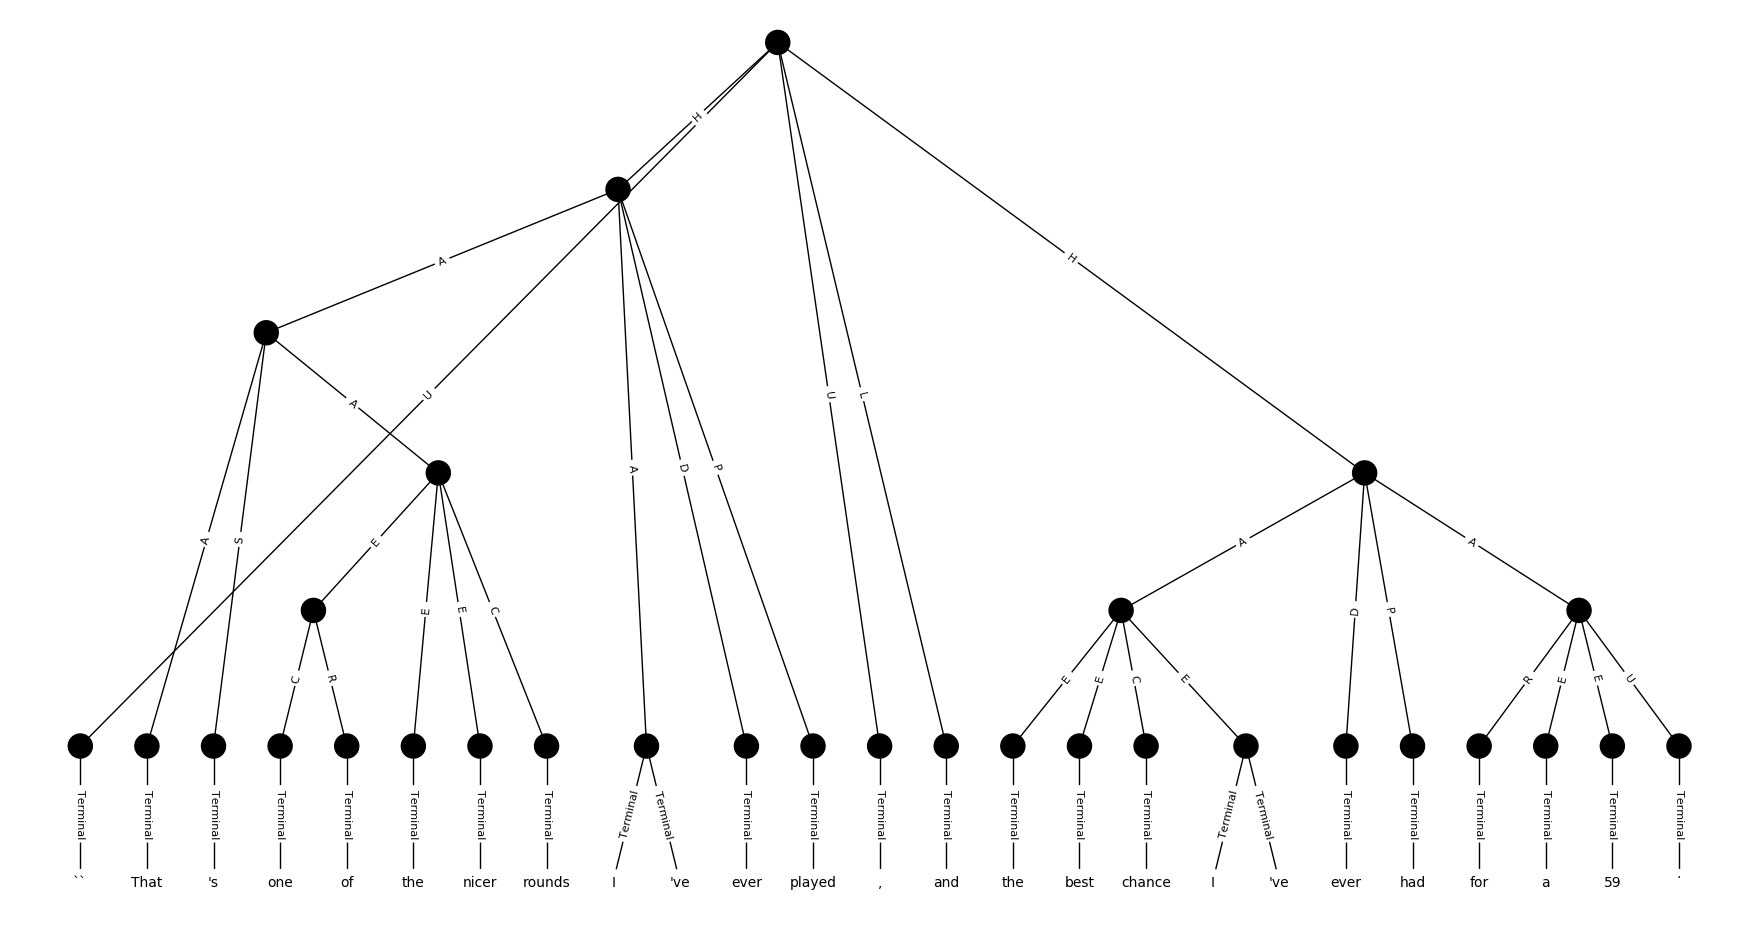 H
A
H
A
U
U
L
A
D
P
A
S
E
A
A
E
E
C
D
P
C
R
E
E
C
E
R
E
E
U
Terminal Terminal Terminal Terminal Terminal Terminal Terminal Terminal Terminal Terminal Terminal Terminal Terminal Terminal Terminal Terminal Terminal Terminal Terminal Terminal Terminal Terminal Terminal Terminal Terminal
`` That 's one of the nicer rounds I 've ever played , and the best chance I 've ever had for a 59 .